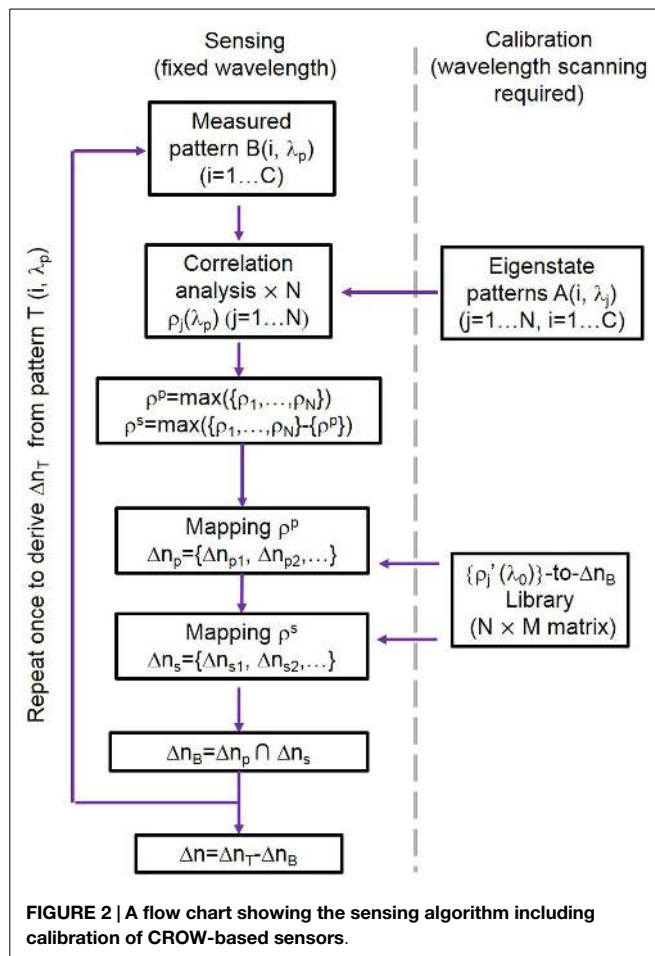 Sensing
(fixed wavelength)
Calibration
(wavelength scanning
required)
Measured
pattern B(i, λp)
(i=1...C)
Correlation
analysis × N
ρj(λp) (j=1...N)
Eigenstate
patterns A(i, λj)
(j=1...N, i=1...C)
ρᵖ=max({ρ1,...,ρN})
ρˢ=max({ρ1,...,ρN}-{ρᵖ})
Mapping ρᵖ
Δnp={Δnp1, Δnp2,...}
{ρj'(λ0)}-to-ΔnB
Library
(N × M matrix)
Mapping ρˢ
Δns={Δns1, Δns2,...}
ΔnB=Δnp ∩ Δns
Δn=ΔnT-ΔnB
Repeat once to derive ΔnT from pattern T (i, λp)
FIGURE 2 | A flow chart showing the sensing algorithm including
calibration of CROW-based sensors.